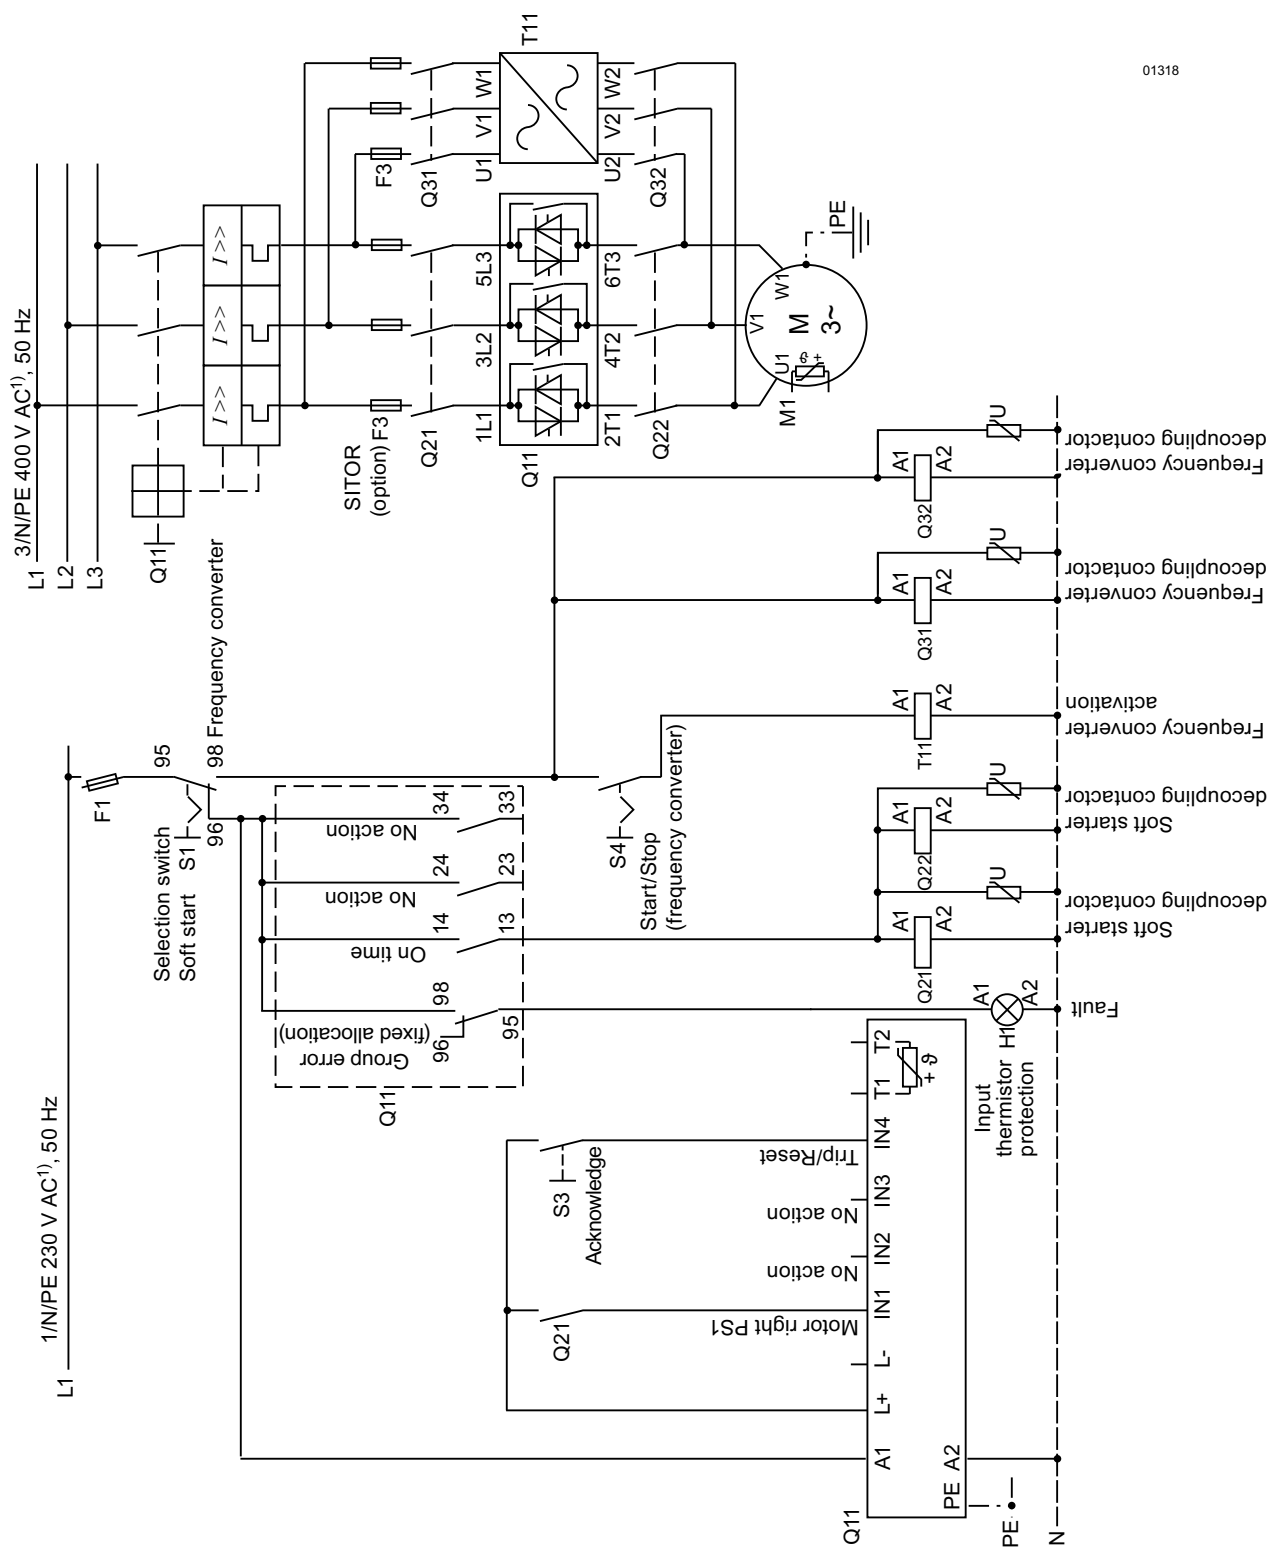 01318
3/N/PE 400 V AC1), 50 Hz
L1
L2
L3
Q11
I >>
I >>
I >>
SITOR
(option) F3
F3
Q21
Q31
1L1
3L2
5L3
U1
V1
W1
T11
Q11
2T1
4T2
6T3
U2
V2
W2
Q22
Q32
M1
U1
V1
W1
M
3~
ϑ +
PE
1/N/PE 230 V AC1), 50 Hz
L1
F1
Selection switch
Soft start
S1
95
96
98 Frequency converter
Q11
Group error
(fixed allocation)
96
98
95
On time
14
13
No action
24
23
No action
34
33
S4
Start/Stop
(frequency converter)
Q21
S3
Acknowledge
Motor right PS1
No action
No action
Trip/Reset
Q11
A1
L+
L-
IN1
IN2
IN3
IN4
T1
T2
+ ϑ
PE
A2
PE
N
Input
thermistor
protection
H1
A1
A2
Fault
Q21
A1
A2
U
Soft starter
decoupling contactor
Q22
A1
A2
U
Soft starter
decoupling contactor
T11
A1
A2
Frequency converter
activation
Q31
A1
A2
U
Frequency converter
decoupling contactor
Q32
A1
A2
U
Frequency converter
decoupling contactor